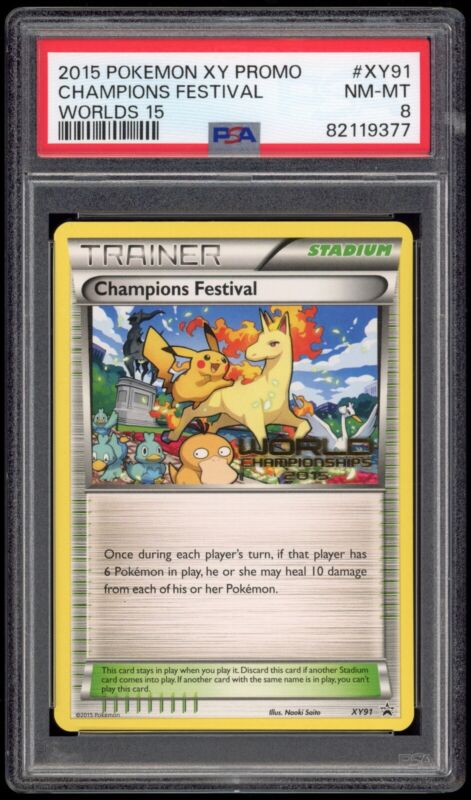 2015 POKEMON XY PROMO #XY91
CHAMPIONS FESTIVAL NM-MT
WORLDS 15 8
PSA 82119377
TRAINER STADIUM
Champions Festival
WORLD
CHAMPIONSHIPS
2015
Once during each player's turn, if that player has
6 Pokémon in play, he or she may heal 10 damage
from each of his or her Pokémon.
This card stays in play when you play it. Discard this card if another Stadium
card comes into play. If another card with the same name is in play, you can't
play this card.
©2015 Pokémon Illus. Naoki Saito XY91
PSA